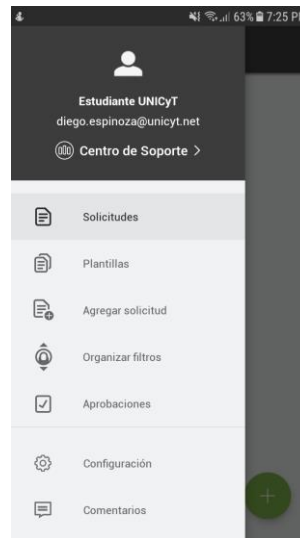 63% 7:25 P
Estudiante UNICyT
diego.espinoza@unicyt.net
Centro de Soporte >
Solicitudes
Plantillas
Agregar solicitud
Organizar filtros
Aprobaciones
Configuración
Comentarios